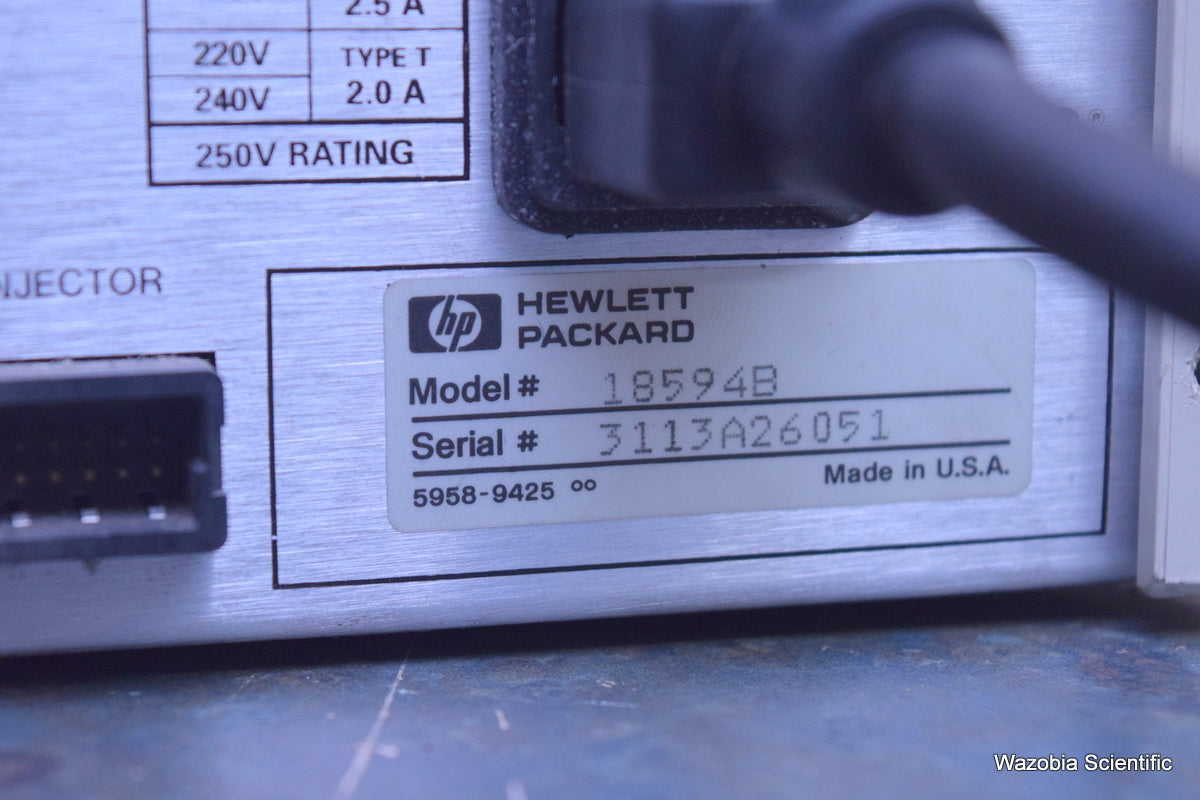 2.5 A
220V
TYPE T
240V
2.0 A
250V RATING
®
NJECTOR
hp
HEWLETT
PACKARD
Model # 18594B
Serial # 3113A26051
5958-9425 oo
Made in U.S.A.
Wazobia Scientific